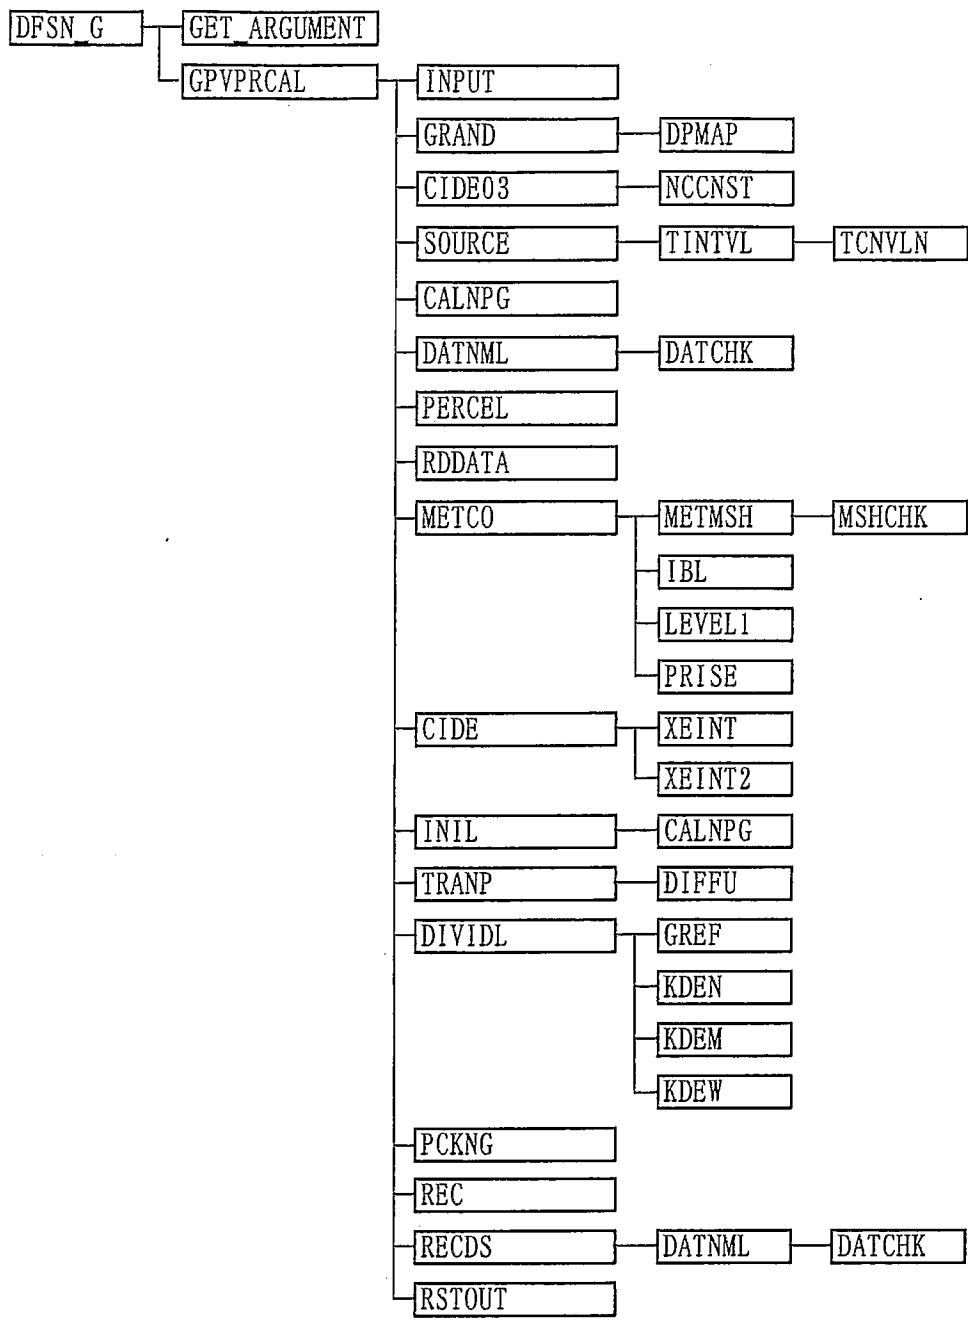 DFSN_G GET_ARGUMENT
GPVPRCAL INPUT
GRAND DPMAP
CIDE03 NCCNST
SOURCE TINTVL TCNVLN
CALNPG
DATNML DATCHK
PERCEL
RDDATA
METCO METMSH MSHCHK
IBL
LEVEL1
PRISE
CIDE XEINT
XEINT2
INIL CALNPG
TRANP DIFFU
DIVIDL GREF
KDEN
KDEM
KDEW
PCKNG
REC
RECDS DATNML DATCHK
RSTOUT